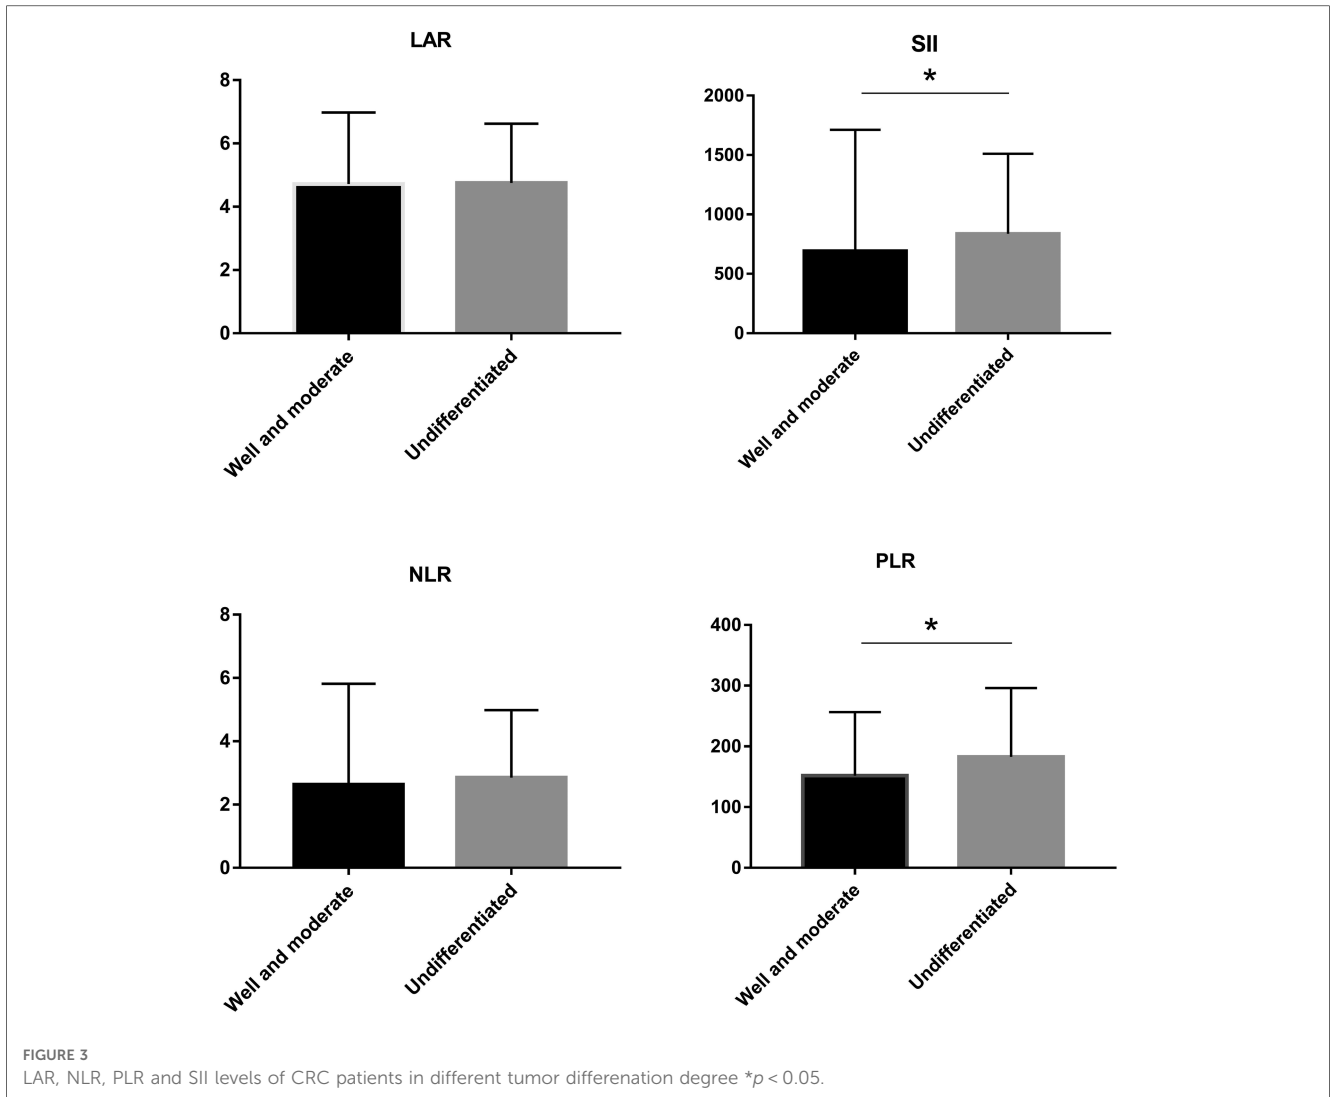 LAR
8
6
4
2
0
Well and moderate
Undifferentiated
SII
*
2000
1500
1000
500
0
Well and moderate
Undifferentiated
NLR
8
6
4
2
0
Well and moderate
Undifferentiated
PLR
*
400
300
200
100
0
Well and moderate
Undifferentiated
FIGURE 3
LAR, NLR, PLR and SII levels of CRC patients in different tumor differenation degree *p < 0.05.